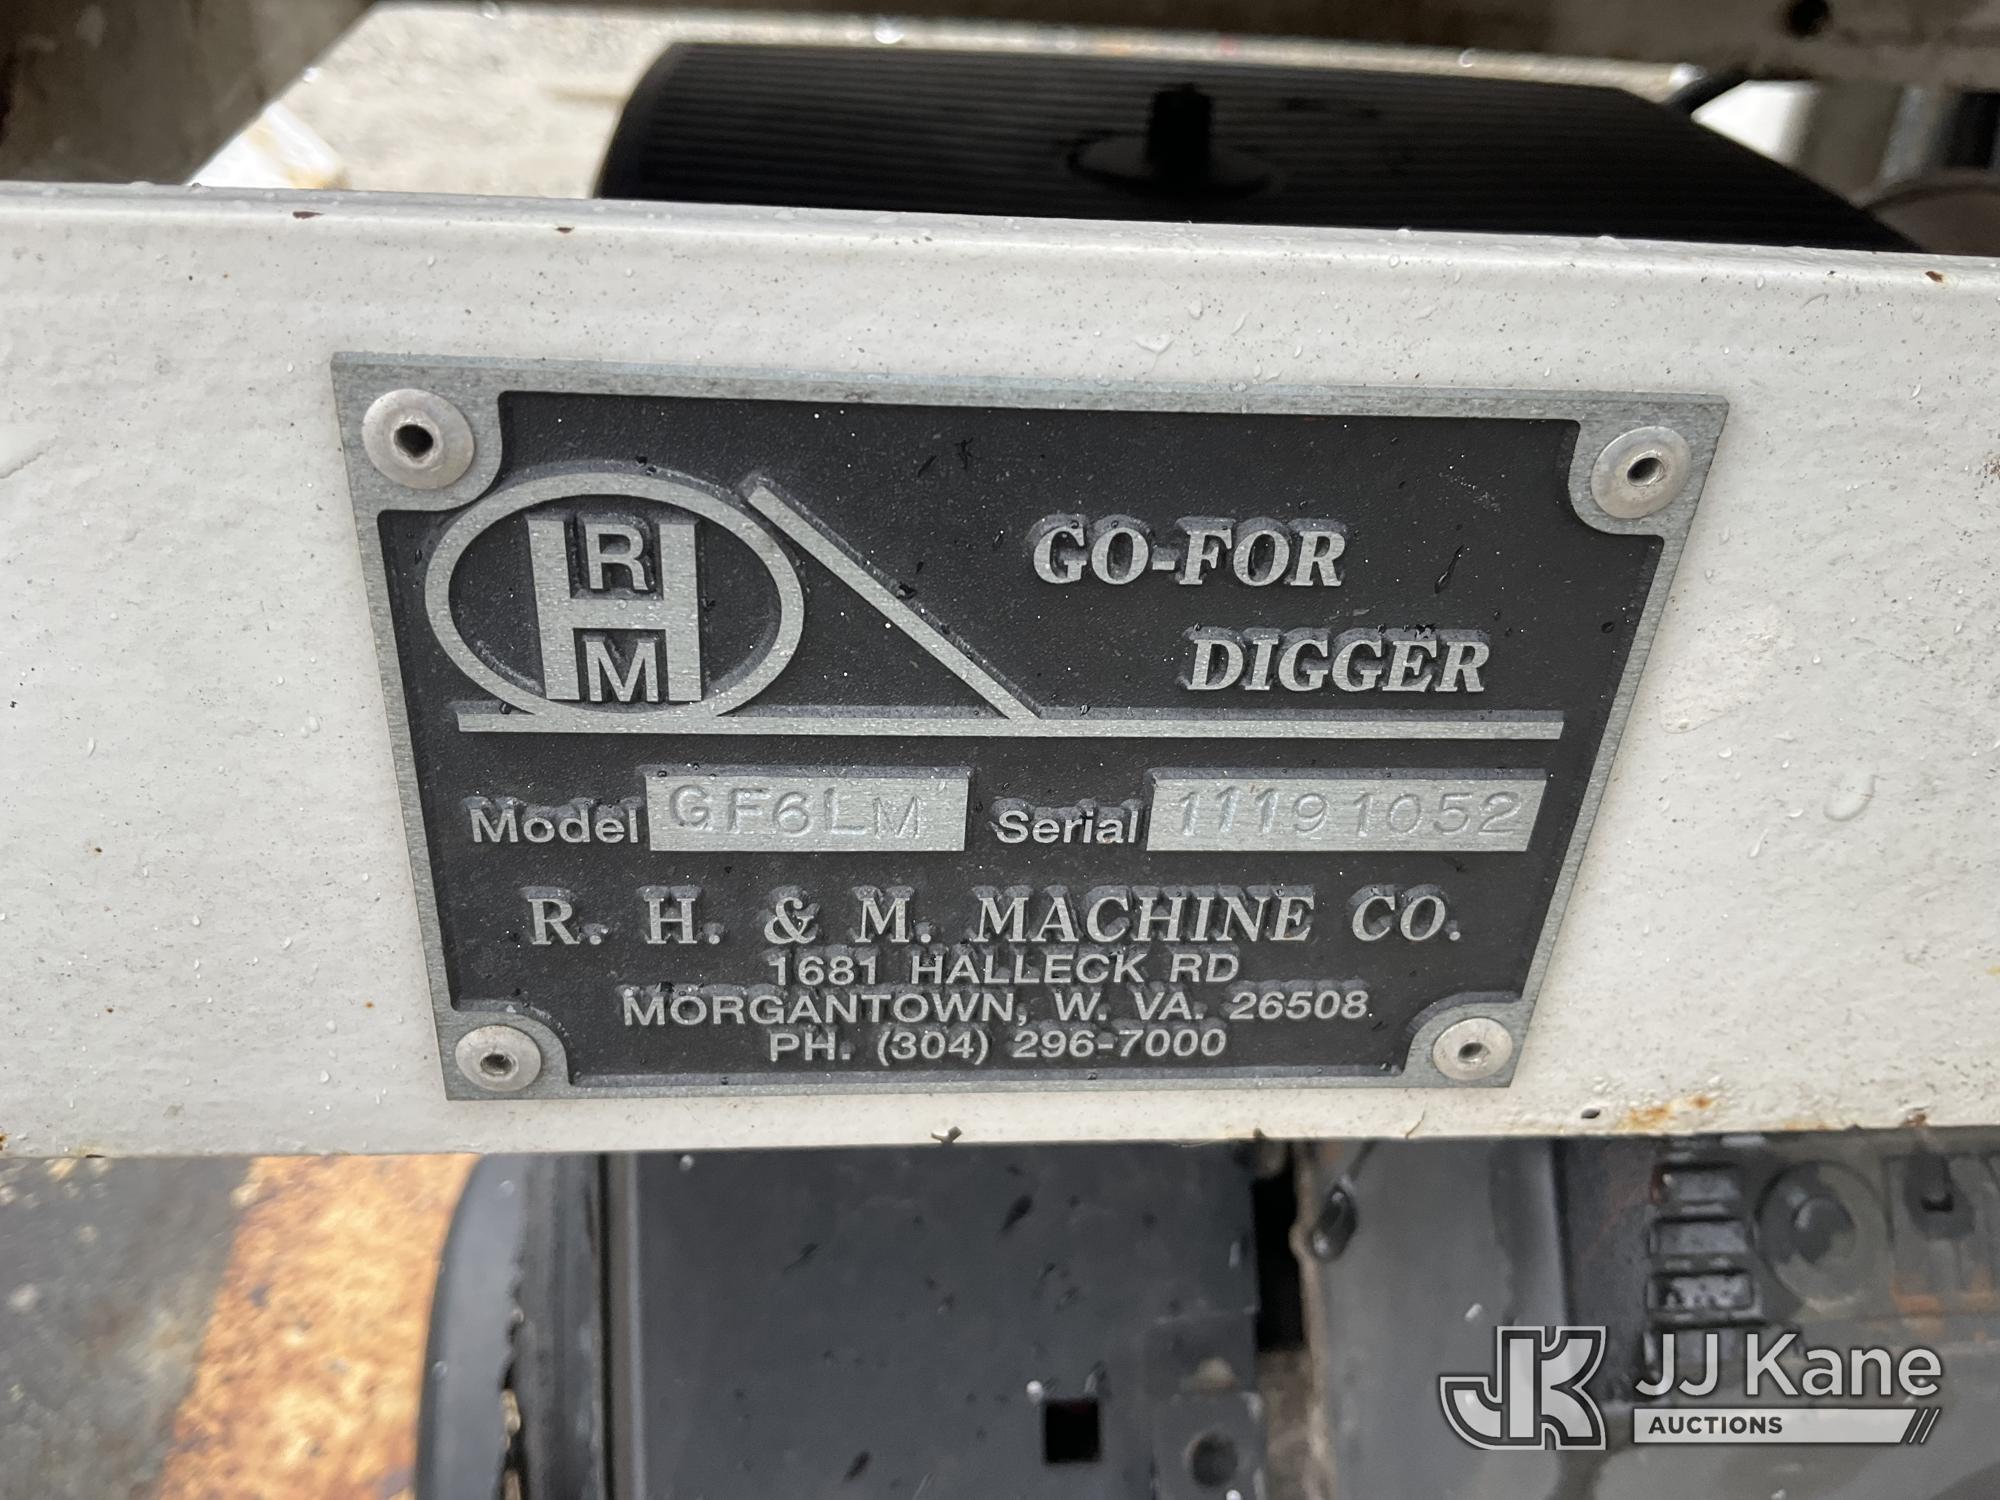 R
H
M
GO-FOR
DIGGER
Model GF6LM Serial 11191052
R. H. & M. MACHINE CO.
1681 HALLECK RD
MORGANTOWN, W. VA. 26508
PH. (304) 296-7000
JK JJ Kane
AUCTIONS